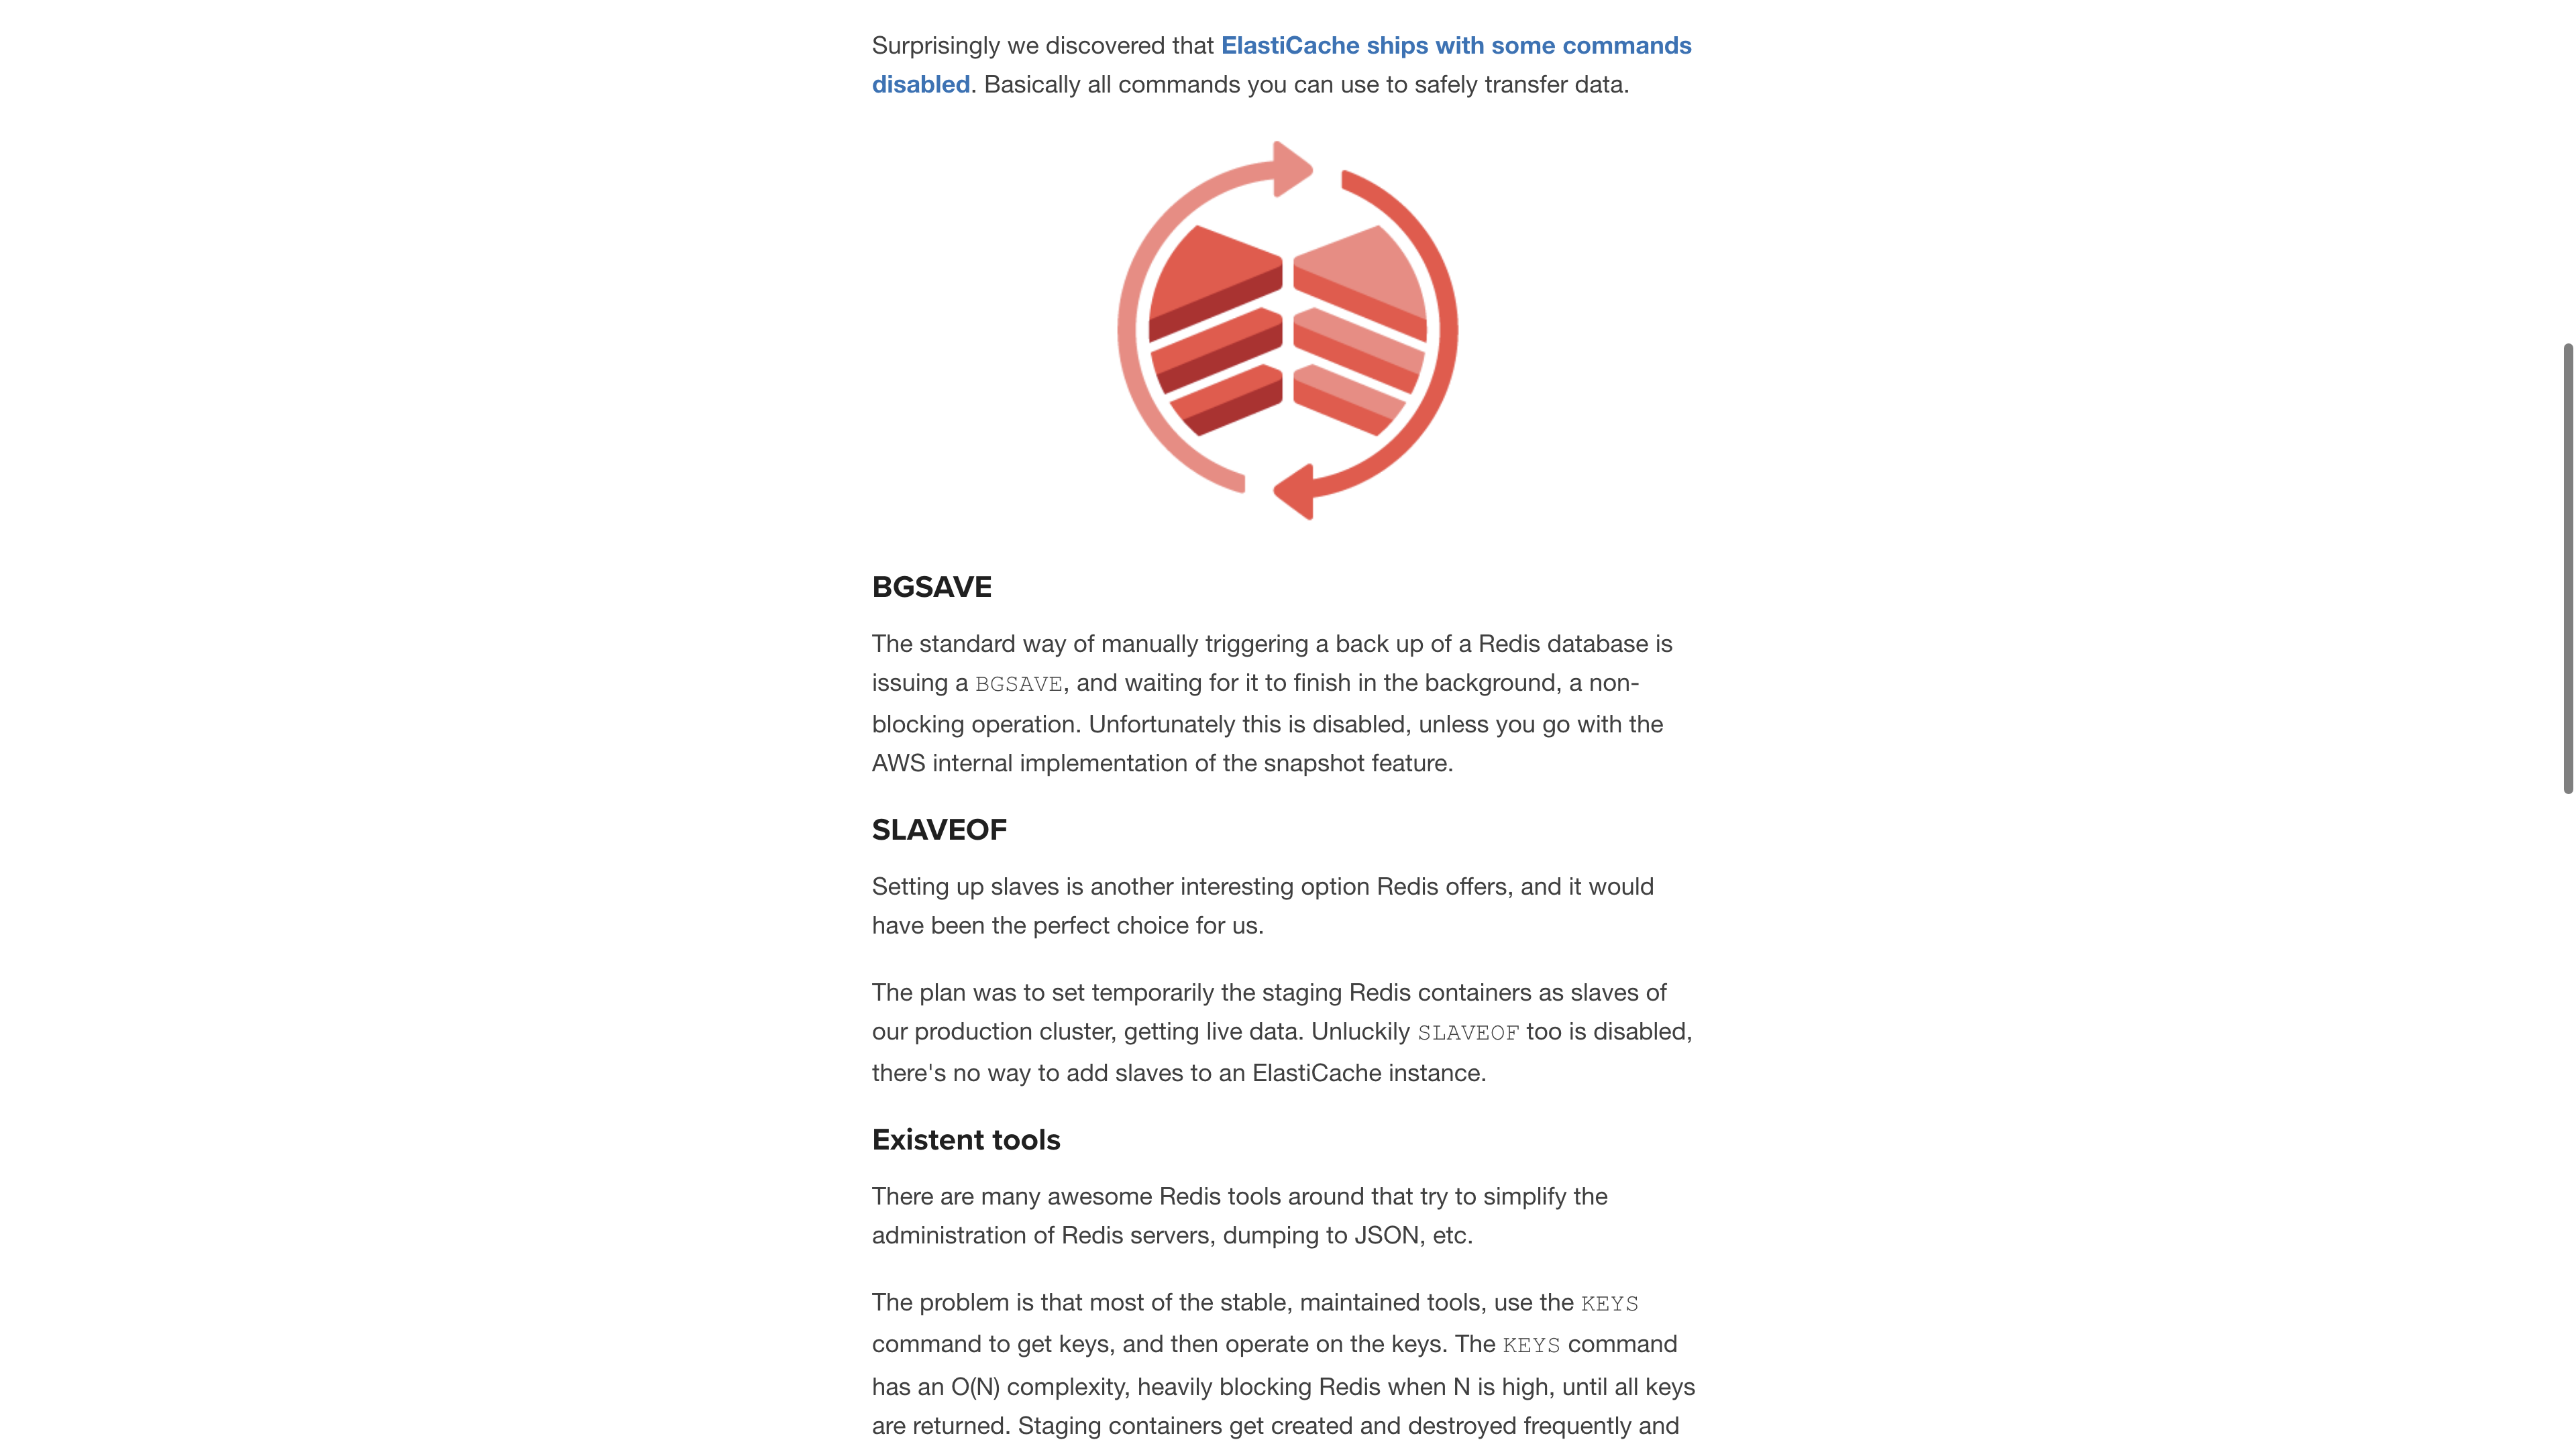 Surprisingly we discovered that ElastiCache ships with some commands
disabled. Basically all commands you can use to safely transfer data.
BGSAVE
The standard way of manually triggering a back up of a Redis database is
issuing a BGSAVE, and waiting for it to finish in the background, a non-
blocking operation. Unfortunately this is disabled, unless you go with the
AWS internal implementation of the snapshot feature.
SLAVEOF
Setting up slaves is another interesting option Redis offers, and it would
have been the perfect choice for us.
The plan was to set temporarily the staging Redis containers as slaves of
our production cluster, getting live data. Unluckily SLAVEOF too is disabled,
there's no way to add slaves to an ElastiCache instance.
Existent tools
There are many awesome Redis tools around that try to simplify the
administration of Redis servers, dumping to JSON, etc.
The problem is that most of the stable, maintained tools, use the KEYS
command to get keys, and then operate on the keys. The KEYS command
has an O(N) complexity, heavily blocking Redis when N is high, until all keys
are returned. Staging containers get created and destroyed frequently and